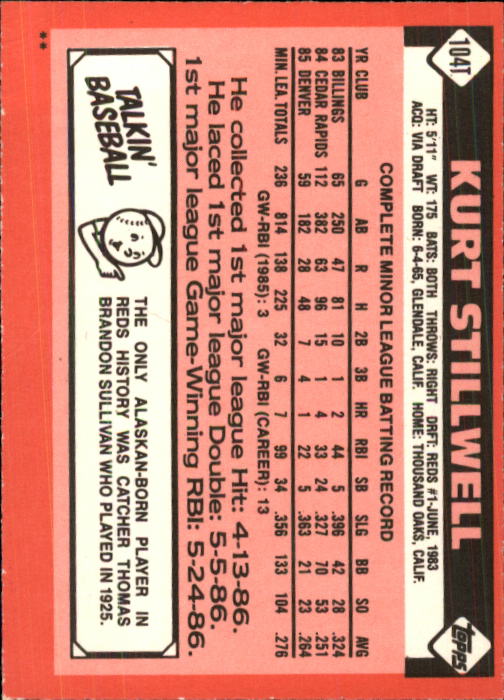 104T
KURT STILLWELL
topps
HT: 5'11" WT: 175 BATS: BOTH THROWS: RIGHT DRFT: REDS #1-JUNE, 1983
ACQ: VIA DRAFT BORN: 6-4-65, GLENDALE, CALIF. HOME: THOUSAND OAKS, CALIF.
COMPLETE MINOR LEAGUE BATTING RECORD
YR CLUB G AB R H 2B 3B HR RBI SB SLG BB SO AVG
83 BILLINGS 65 250 47 81 10 1 2 44 5 .396 42 28 .324
84 CEDAR RAPIDS 112 382 63 96 15 1 4 33 24 .327 70 53 .251
85 DENVER 59 182 28 48 7 4 1 22 5 .363 21 23 .264
MIN. LEA TOTALS 236 814 138 225 32 6 7 99 34 .356 133 104 .276
GW-RBI (1985): 3 GW-RBI (CAREER): 13
He collected 1st major league Hit: 4-13-86.
He laced 1st major league Double: 5-5-86.
1st major league Game-Winning RBI: 5-24-86.
TALKIN'
BASEBALL
THE ONLY ALASKAN-BORN PLAYER IN
REDS HISTORY WAS CATCHER THOMAS
BRANDON SULLIVAN WHO PLAYED IN 1925.
**